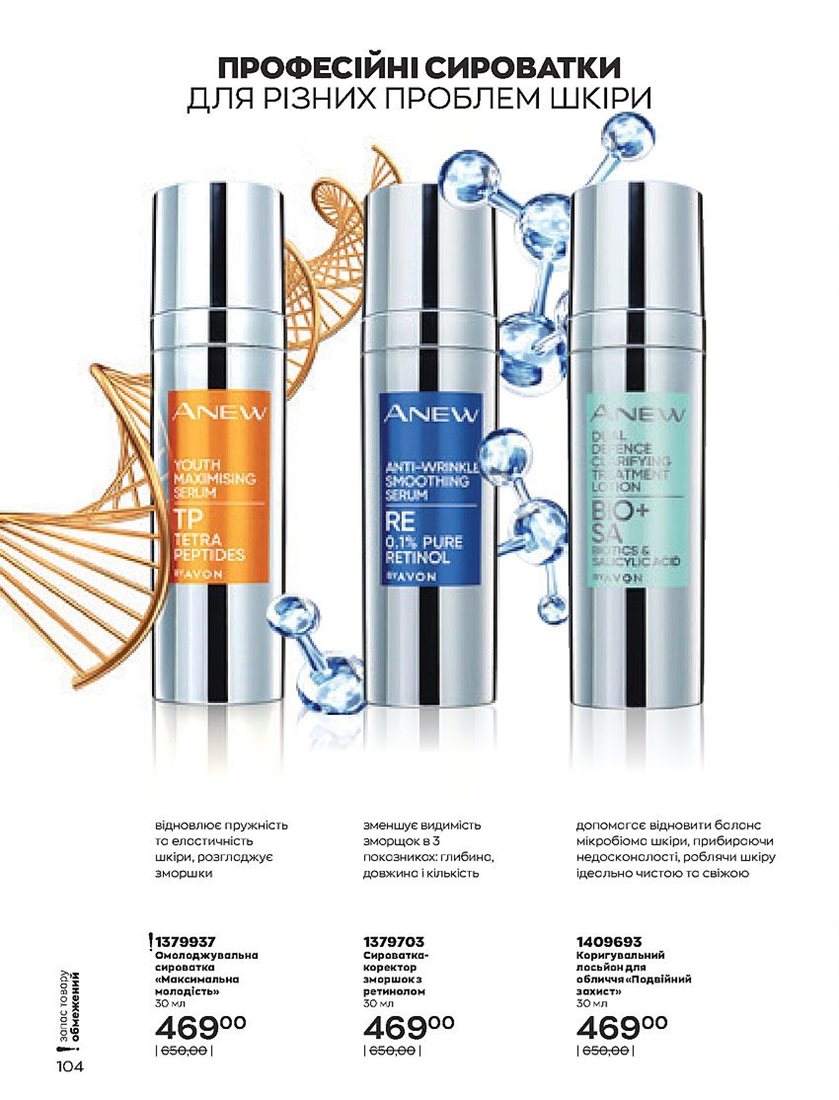 ПРОФЕСІЙНІ СИРОВАТКИ
ДЛЯ РІЗНИХ ПРОБЛЕМ ШКІРИ
ANEW
YOUTH
MAXIMISING
SERUM
TP
TETRA
PEPTIDES
BY AVON
ANEW
ANTI-WRINKLE
SMOOTHING
SERUM
RE
0.1% PURE
RETINOL
BY AVON
ANEW
DUAL
DEFENCE
CLARIFYING
TREATMENT
LOTION
BIO+
SA
BIOTICS &
SALICYLIC ACID
BY AVON
відновлює пружність
та еластичність
шкіри, розгладжує
зморшки
зменшує видимість
зморщок в 3
показниках: глибина,
довжина і кількість
допомагає відновити баланс
мікробіома шкіри, прибираючи
недосконалості, роблячи шкіру
ідеально чистою та свіжою
! 1379937
Омолоджувальна
сироватка
«Максимальна
молодість»
30 мл
46900
| 650,00 |
1379703
Сироватка-
коректор
зморшок з
ретинолом
30 мл
46900
| 650,00 |
1409693
Коригувальний
лосьйон для
обличчя «Подвійний
захист»
30 мл
46900
| 650,00 |
! запас товару
обмежений
104